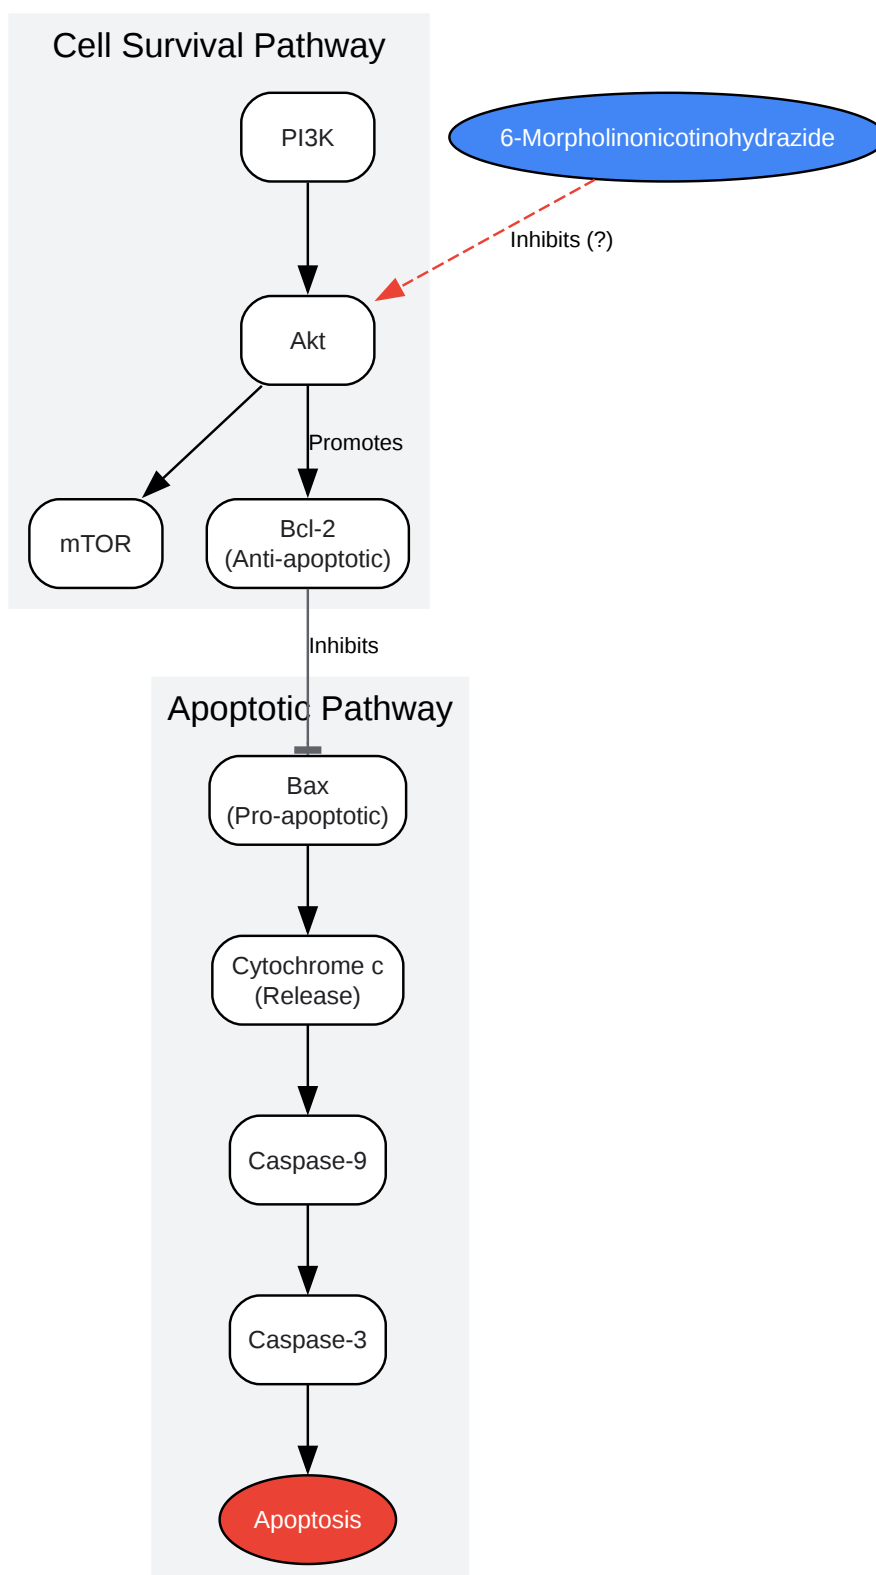 Cell Survival Pathway
PI3K
6-Morpholinonicotinohydrazide
Inhibits (?)
Akt
Promotes
mTOR
Bcl-2
(Anti-apoptotic)
Inhibits
Apoptotic Pathway
Bax
(Pro-apoptotic)
Cytochrome c
(Release)
Caspase-9
Caspase-3
Apoptosis